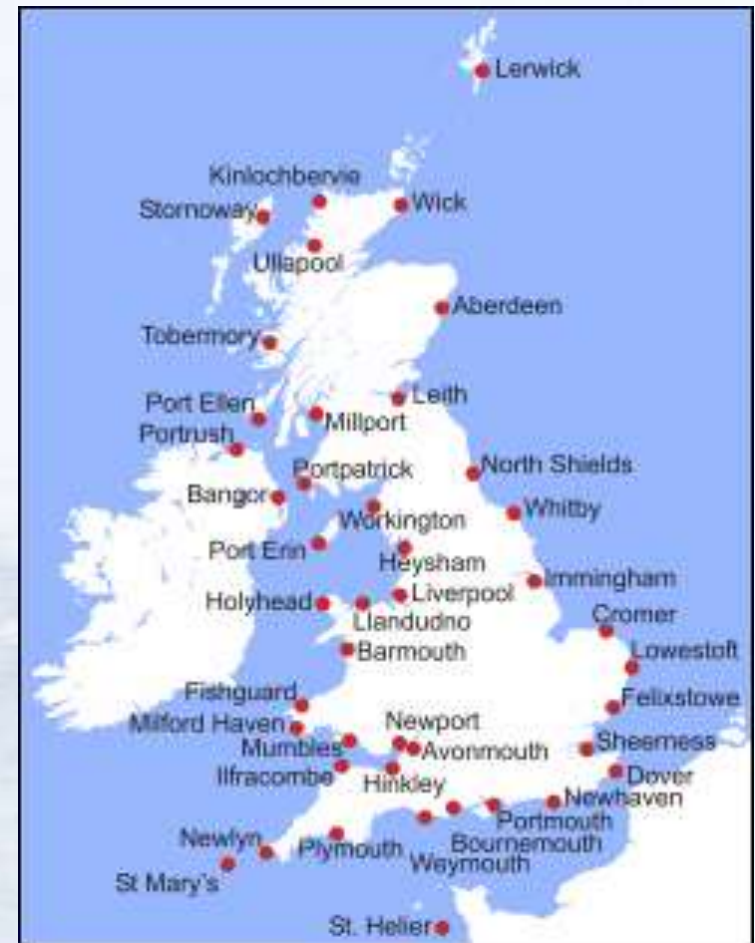 Lerwick
Kinlochbervie
Stornoway
Wick
Ullapool
Aberdeen
Tobermory
Leith
Port Ellen
Millport
Portrush
North Shields
Portpatrick
Bangor
Workington
Whitby
Port Erin
Heysham
Immingham
Liverpool
Holyhead
Llandudno
Cromer
Barmouth
Lowestoft
Fishguard
Felixstowe
Milford Haven
Newport
Mumbles
Avonmouth
Sheerness
Ilfracombe
Hinkley
Dover
Newhaven
Portmouth
Newlyn
Plymouth
Bournemouth
Weymouth
St Mary's
St. Helier